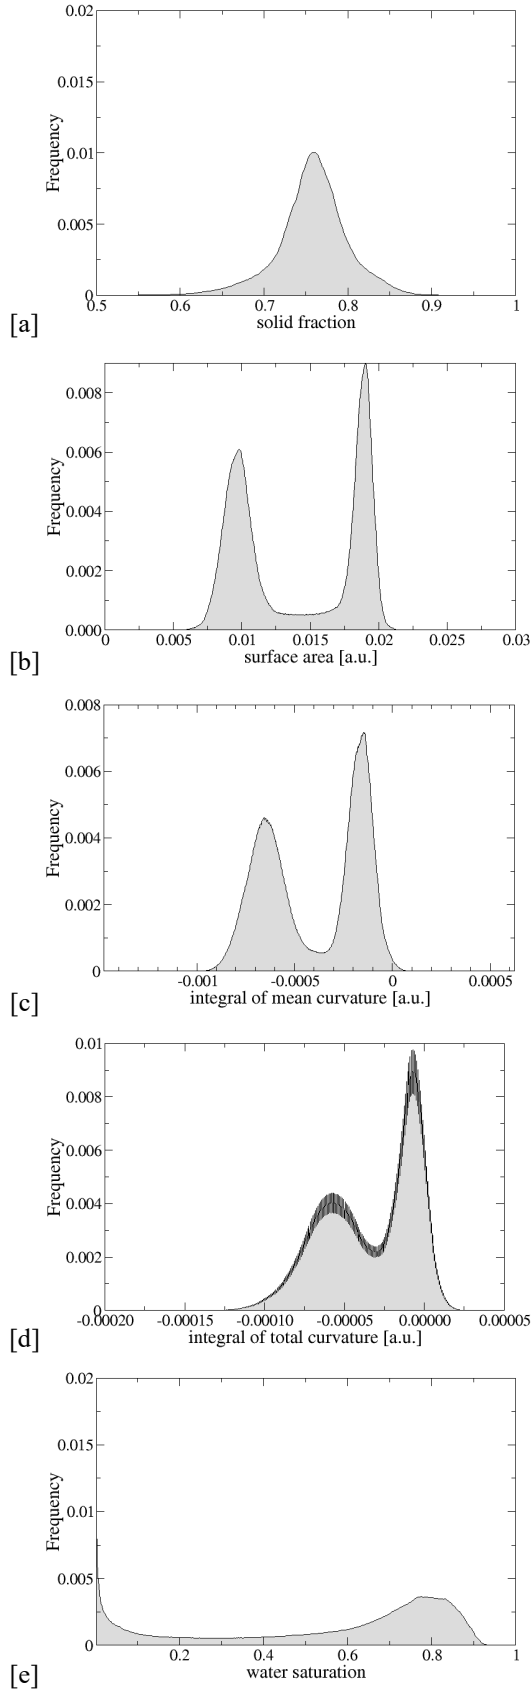 0.02
0.015
0.01
0.005
0
Frequency
0.5 0.6 0.7 0.8 0.9 1
solid fraction
[a]
0.008
0.006
0.004
0.002
0.000
Frequency
0 0.005 0.01 0.015 0.02 0.025 0.03
surface area [a.u.]
[b]
0.008
0.006
0.004
0.002
0
Frequency
-0.001 -0.0005 0 0.0005
integral of mean curvature [a.u.]
[c]
0.01
0.008
0.006
0.004
0.002
0
Frequency
-0.00020 -0.00015 -0.00010 -0.00005 0.00000 0.00005
integral of total curvature [a.u.]
[d]
0.02
0.015
0.01
0.005
0
Frequency
0.2 0.4 0.6 0.8 1
water saturation
[e]